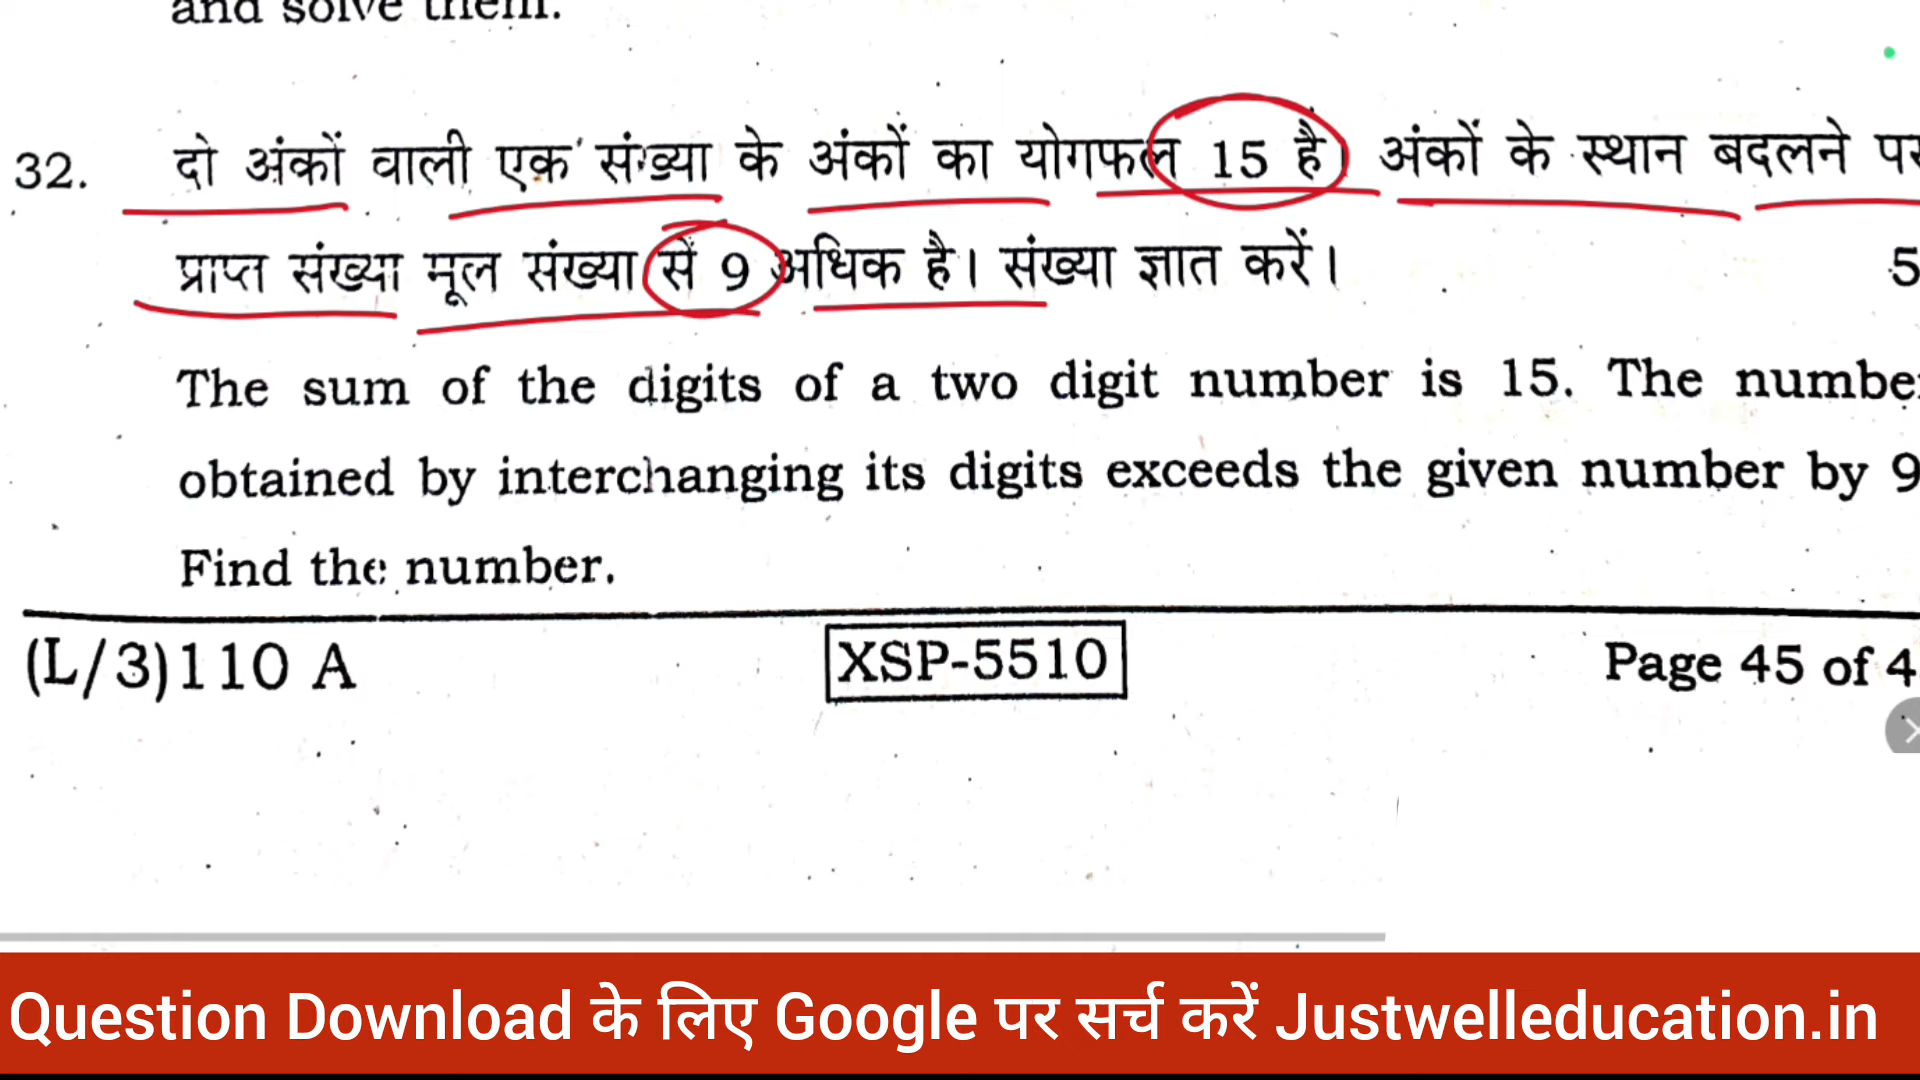 and solve them.
32. दो अंकों वाली एक संख्या के अंकों का योगफल 15 है। अंकों के स्थान बदलने पर
प्राप्त संख्या मूल संख्या से 9 अधिक है। संख्या ज्ञात करें। 5
The sum of the digits of a two digit number is 15. The number
obtained by interchanging its digits exceeds the given number by 9
Find the number.
(L/3)110 A XSP-5510 Page 45 of 4
Question Download के लिए Google पर सर्च करें Justwelleducation.in